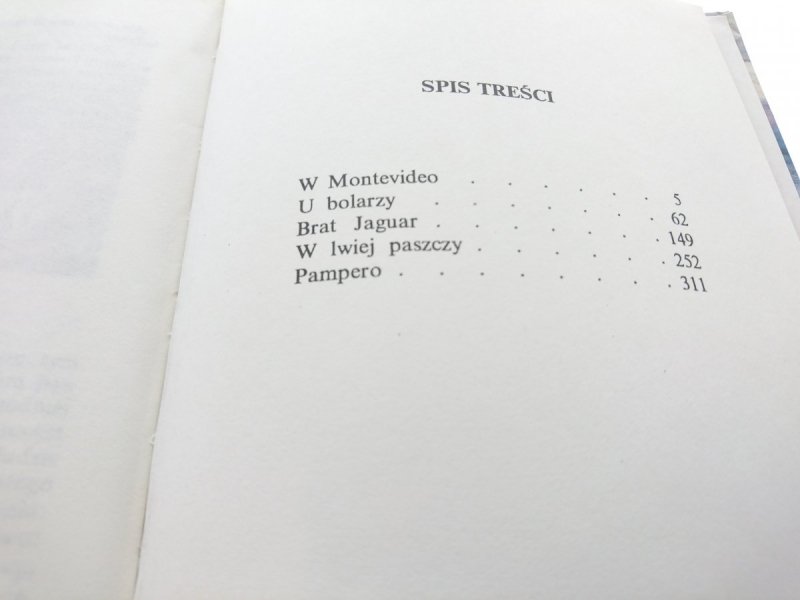 SPIS TREŚCI
W Montevideo . . . . . . 5
U bolarzy . . . . . . . 62
Brat Jaguar . . . . . . . 149
W lwiej paszczy . . . . . . 252
Pampero . . . . . . . . 311